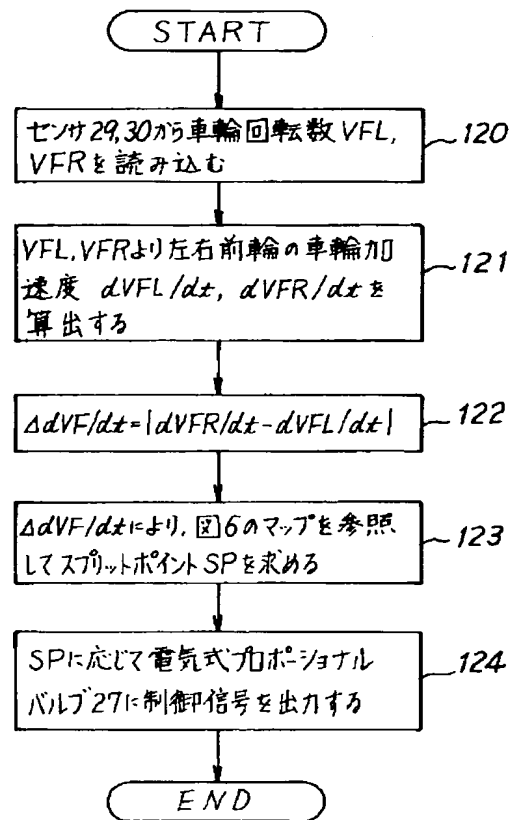 START
センサ29,30から車輪回転数VFL,
VFRを読み込む
120
VFL,VFRより左右前輪の車輪加
速度 dVFL/dt, dVFR/dtを
算出する
121
ΔdVF/dt=|dVFR/dt-dVFL/dt|
122
ΔdVF/dtにより,図6のマップを参照
してスプリットポイントSPを求める
123
SPに応じて電気式プロポーショナル
バルブ27に制御信号を出力する
124
END